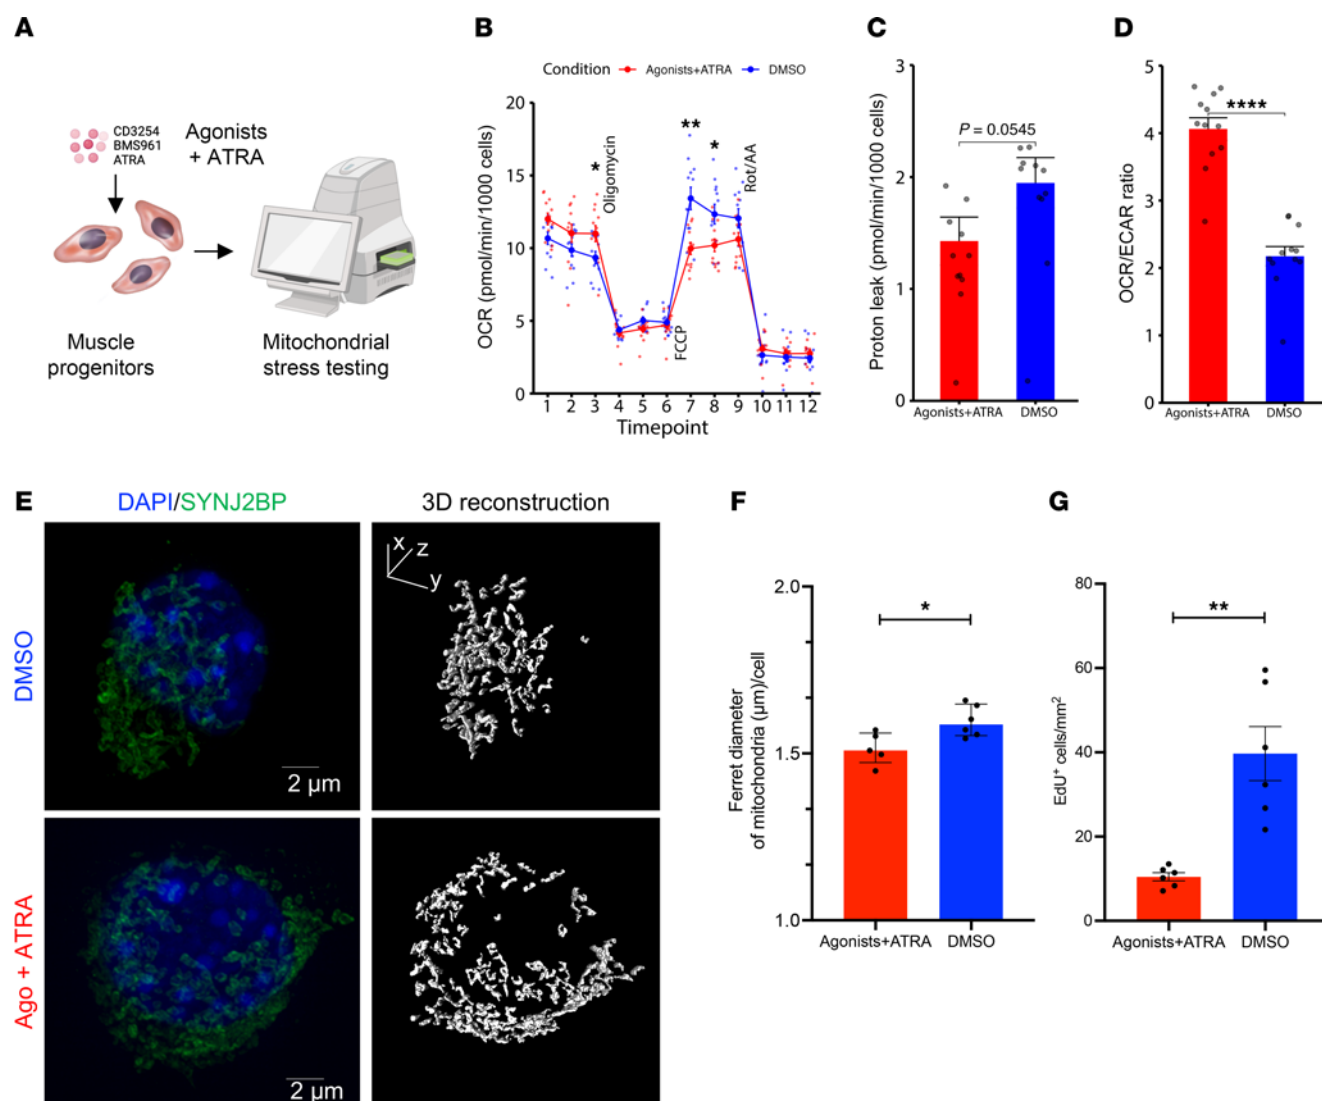 A
CD3254
BMS961
ATRA
Agonists
+ ATRA
Muscle
progenitors
Mitochondrial
stress testing
B
Condition
Agonists+ATRA
DMSO
OCR (pmol/min/1000 cells)
20
15
10
5
0
*
Oligomycin
FCCP
**
*
Rot/AA
1 2 3 4 5 6 7 8 9 10 11 12
Timepoint
C
Proton leak (pmol/min/1000 cells)
3
2
1
0
P = 0.0545
Agonists+ATRA
DMSO
D
OCR/ECAR ratio
5
4
3
2
1
0
****
Agonists+ATRA
DMSO
E
DAPI/SYNJ2BP
3D reconstruction
DMSO
2 µm
x
z
y
Ago + ATRA
2 µm
F
Ferret diameter
of mitochondria (µm)/cell
2.0
1.5
1.0
*
Agonists+ATRA
DMSO
G
EdU+ cells/mm2
80
60
40
20
0
**
Agonists+ATRA
DMSO